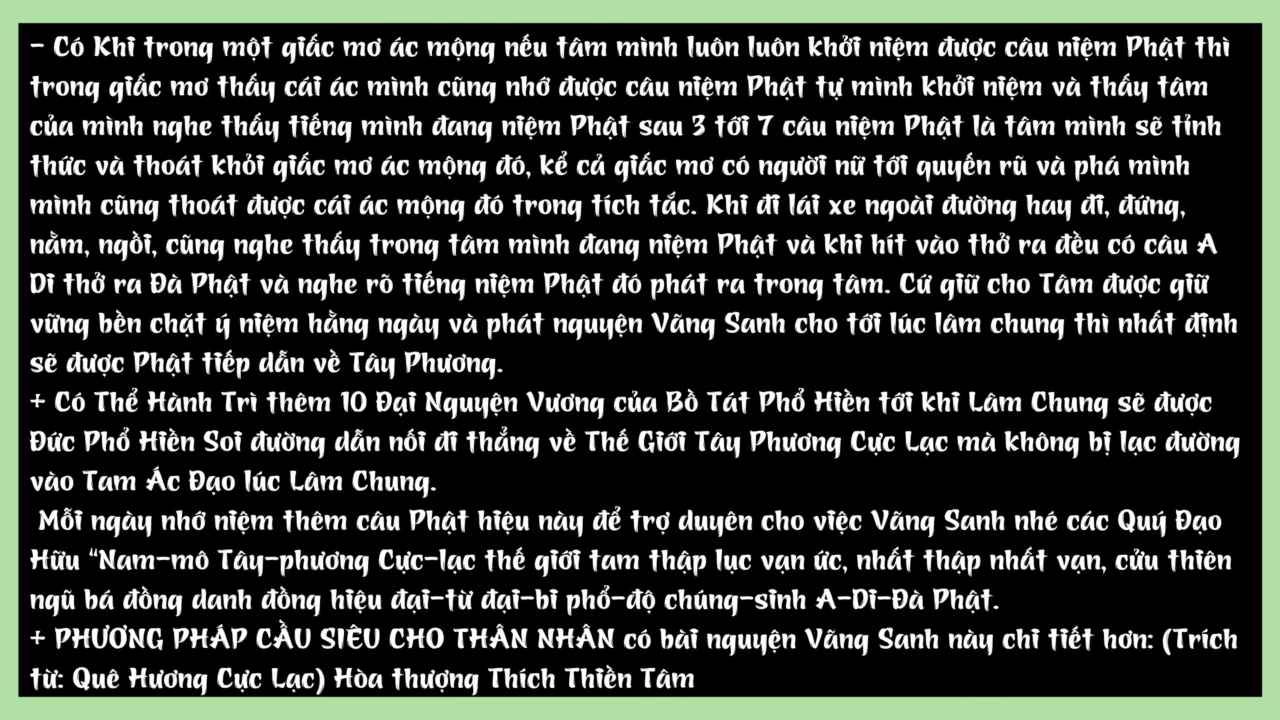 - Có Khi trong một giấc mơ ác mộng nếu tâm mình luôn luôn khởi niệm được câu niệm Phật thì
trong giấc mơ thấy cái ác mình cũng nhớ được câu niệm Phật tự mình khởi niệm và thấy tâm
của mình nghe thấy tiếng mình đang niệm Phật sau 3 tới 7 câu niệm Phật là tâm mình sẽ tỉnh
thức và thoát khỏi giấc mơ ác mộng đó, kể cả giấc mơ có người nữ tới quyến rũ và phá mình
mình cũng thoát được cái ác mộng đó trong tích tắc. Khi đi lái xe ngoài đường hay đi, đứng,
nằm, ngồi, cũng nghe thấy trong tâm mình đang niệm Phật và khi hít vào thở ra đều có câu A
Di thở ra Đà Phật và nghe rõ tiếng niệm Phật đó phát ra trong tâm. Cứ giữ cho Tâm được giữ
vững bền chặt ý niệm hằng ngày và phát nguyện Vãng Sanh cho tới lúc lâm chung thì nhất định
sẽ được Phật tiếp dẫn về Tây Phương.
+ Có Thể Hành Trì thêm 10 Đại Nguyện Vương của Bồ Tát Phổ Hiền tới khi Lâm Chung sẽ được
Đức Phổ Hiền Soi đường dẫn nối đi thẳng về Thế Giới Tây Phương Cực Lạc mà không bị lạc đường
vào Tam Ác Đạo lúc Lâm Chung.
Mỗi ngày nhớ niệm thêm câu Phật hiệu này để trợ duyên cho việc Vãng Sanh nhé các Quý Đạo
Hữu “Nam-mô Tây-phương Cực-lạc thế giới tam thập lục vạn ức, nhất thập nhất vạn, cửu thiên
ngũ bá đồng danh đồng hiệu đại-từ đại-bi phổ-độ chúng-sinh A-Di-Đà Phật.
+ PHƯƠNG PHÁP CẦU SIÊU CHO THÂN NHÂN có bài nguyện Vãng Sanh này chi tiết hơn: (Trích
từ: Quê Hương Cực Lạc) Hòa thượng Thích Thiền Tâm